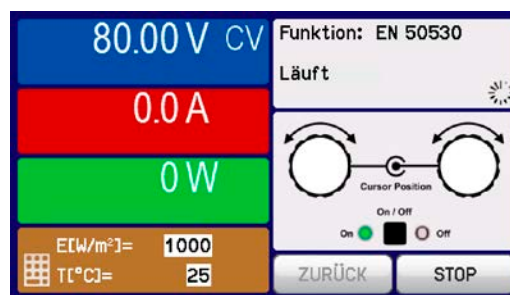 80.00 V CV
0.0 A
0 W
E[W/m²]= 1000
T[°C]= 25
Funktion: EN 50530
Läuft
Cursor Position
On / Off
On
Off
ZURÜCK
STOP